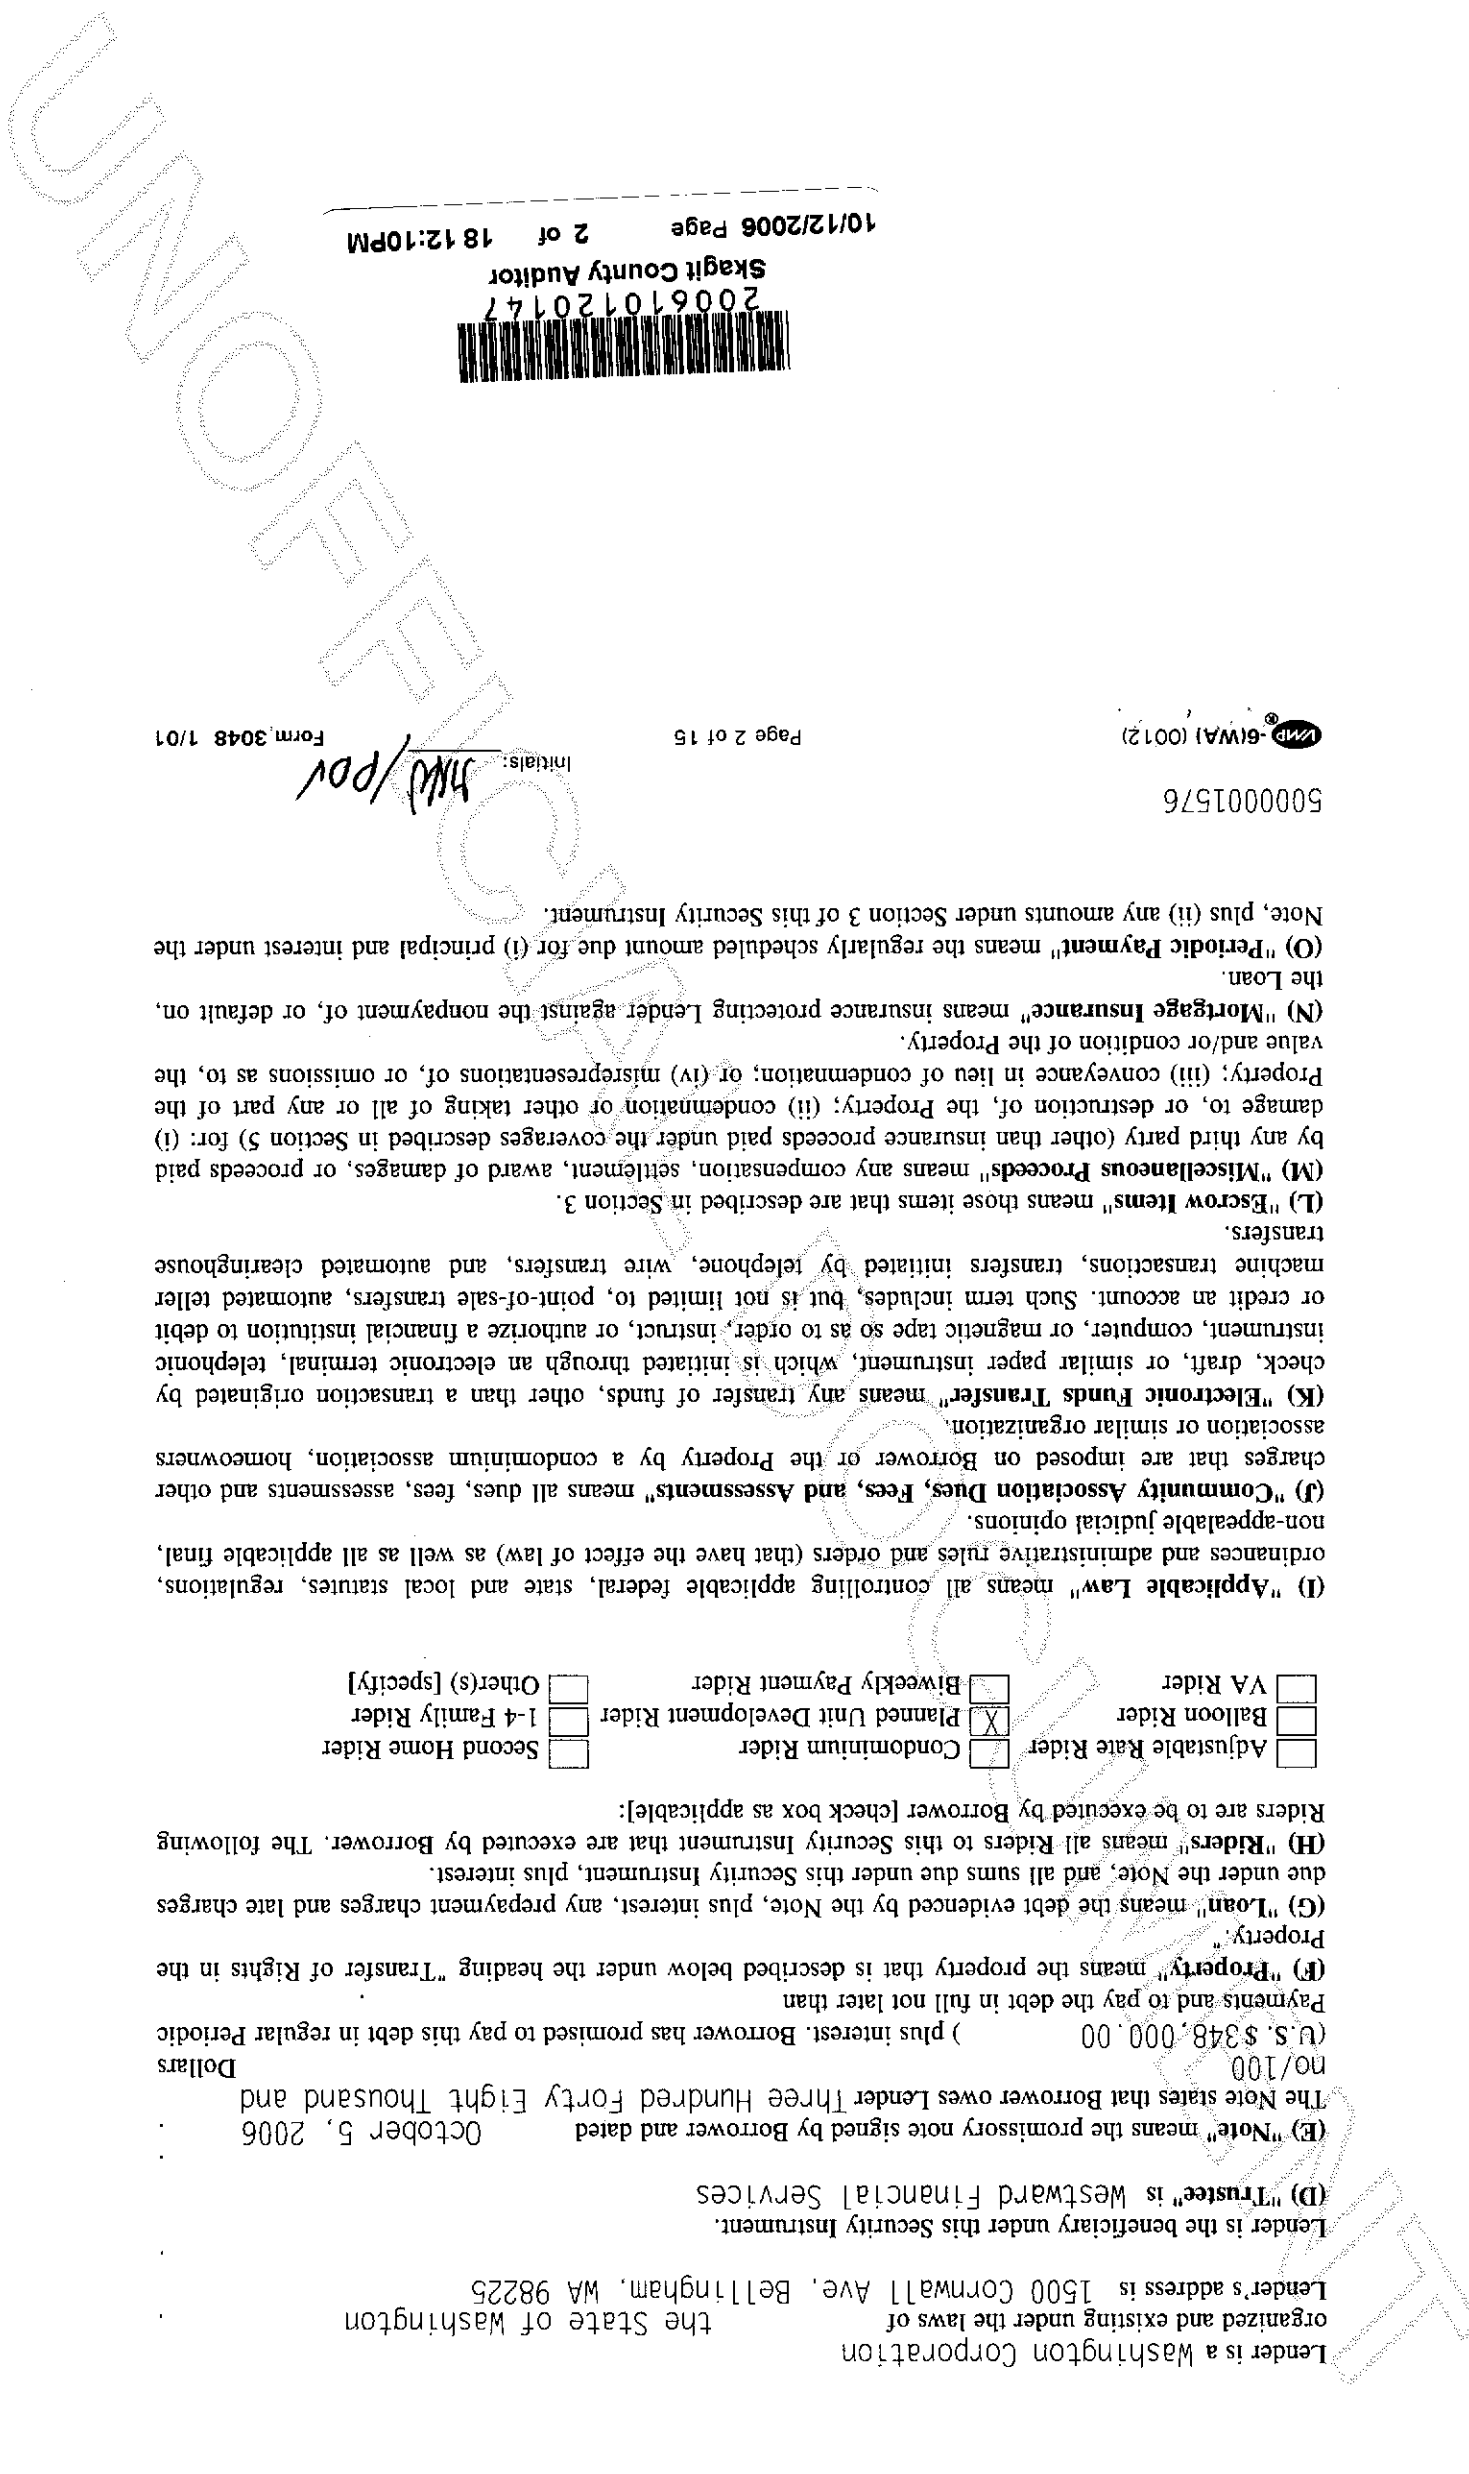 Lender is a Washington Corporation
organized and existing under the laws of the State of Washington .
Lender's address is 1500 Cornwall Ave, Bellingham, WA 98225
.
Lender is the beneficiary under this Security Instrument.
(D) "Trustee" is Westward Financial Services
.
(E) "Note" means the promissory note signed by Borrower and dated October 5, 2006 .
The Note states that Borrower owes Lender Three Hundred Forty Eight Thousand and
no/100 Dollars
(U.S. $348,000.00 ) plus interest. Borrower has promised to pay this debt in regular Periodic
Payments and to pay the debt in full not later than .
(F) "Property" means the property that is described below under the heading "Transfer of Rights in the
Property."
(G) "Loan" means the debt evidenced by the Note, plus interest, any prepayment charges and late charges
due under the Note, and all sums due under this Security Instrument, plus interest.
(H) "Riders" means all Riders to this Security Instrument that are executed by Borrower. The following
Riders are to be executed by Borrower [check box as applicable]:
Adjustable Rate Rider Condominium Rider Second Home Rider
Balloon Rider X Planned Unit Development Rider 1-4 Family Rider
VA Rider Biweekly Payment Rider Other(s) [specify]
(I) "Applicable Law" means all controlling applicable federal, state and local statutes, regulations,
ordinances and administrative rules and orders (that have the effect of law) as well as all applicable final,
non-appealable judicial opinions.
(J) "Community Association Dues, Fees, and Assessments" means all dues, fees, assessments and other
charges that are imposed on Borrower or the Property by a condominium association, homeowners
association or similar organization.
(K) "Electronic Funds Transfer" means any transfer of funds, other than a transaction originated by
check, draft, or similar paper instrument, which is initiated through an electronic terminal, telephonic
instrument, computer, or magnetic tape so as to order, instruct, or authorize a financial institution to debit
or credit an account. Such term includes, but is not limited to, point-of-sale transfers, automated teller
machine transactions, transfers initiated by telephone, wire transfers, and automated clearinghouse
transfers.
(L) "Escrow Items" means those items that are described in Section 3.
(M) "Miscellaneous Proceeds" means any compensation, settlement, award of damages, or proceeds paid
by any third party (other than insurance proceeds paid under the coverages described in Section 5) for: (i)
damage to, or destruction of, the Property; (ii) condemnation or other taking of all or any part of the
Property; (iii) conveyance in lieu of condemnation; or (iv) misrepresentations of, or omissions as to, the
value and/or condition of the Property.
(N) "Mortgage Insurance" means insurance protecting Lender against the nonpayment of, or default on,
the Loan.
(O) "Periodic Payment" means the regularly scheduled amount due for (i) principal and interest under the
Note, plus (ii) any amounts under Section 3 of this Security Instrument.
5000001576
Initials: /PDV
VMP ® -6(WA) (0012) Page 2 of 15 Form 3048 1/01
200610120147
Skagit County Auditor
10/12/2006 Page 2 of 18 12:10PM
UNOFFICIAL DOCUMENT